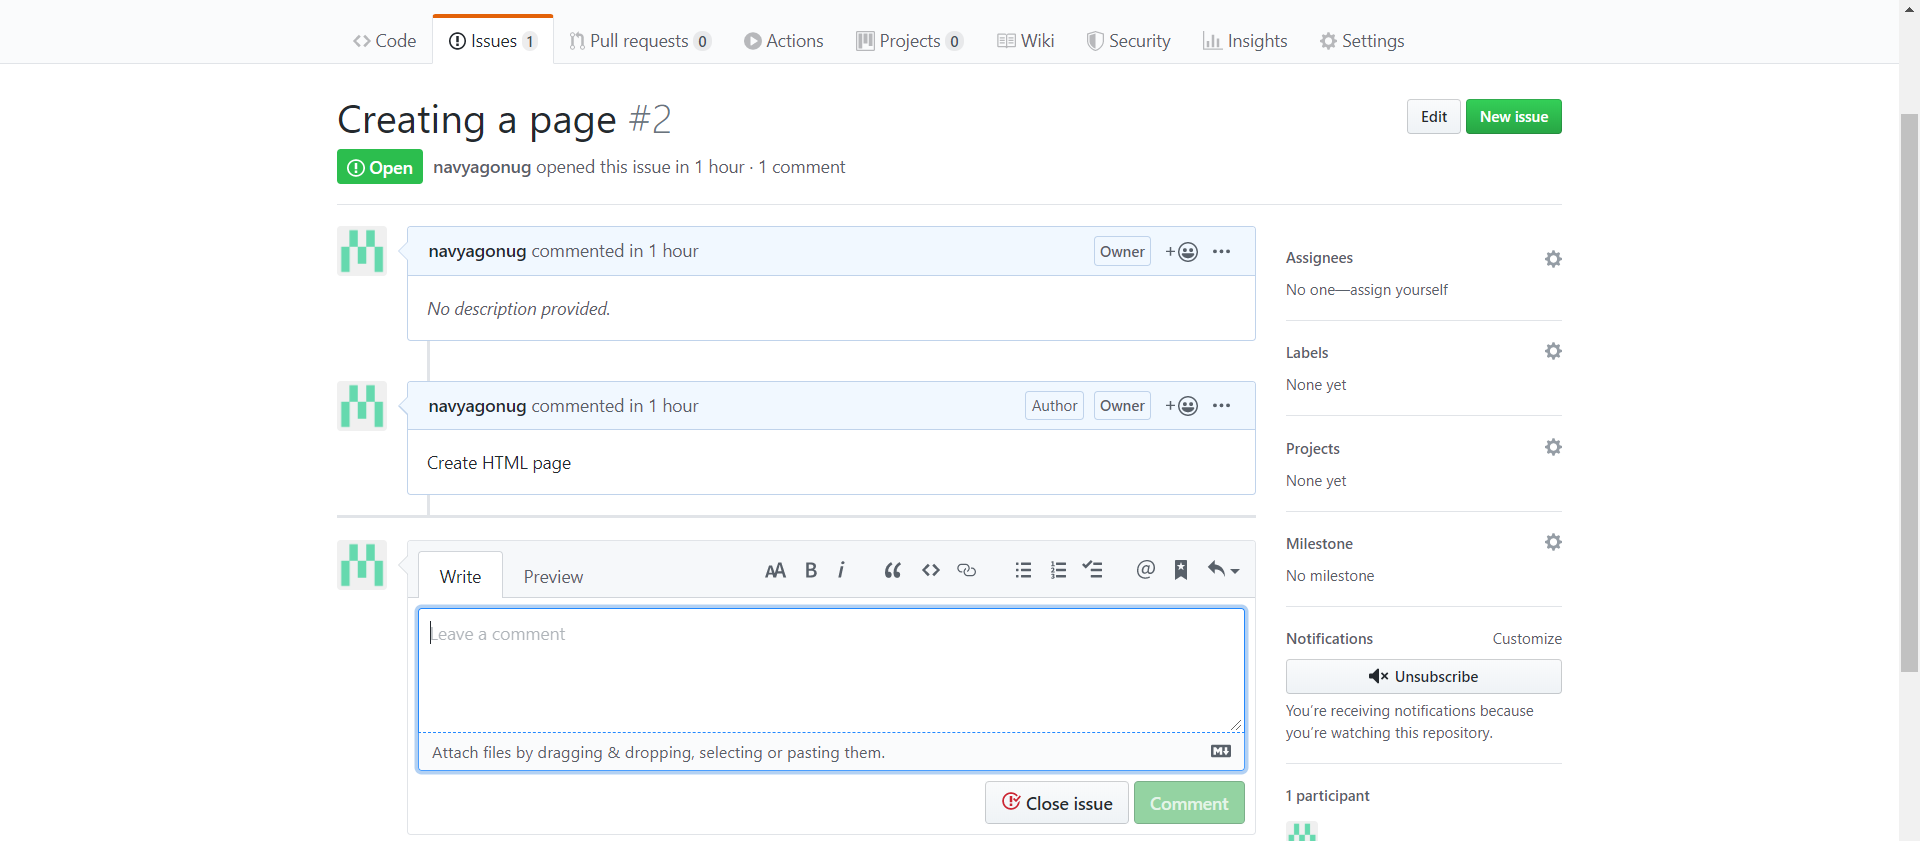 Code Issues 1 Pull requests 0 Actions Projects 0 Wiki Security Insights Settings
Creating a page #2
Edit New issue
Open navyagonug opened this issue in 1 hour · 1 comment
navyagonug commented in 1 hour Owner
No description provided.
navyagonug commented in 1 hour Author Owner
Create HTML page
Write Preview AA B i
Leave a comment
Attach files by dragging & dropping, selecting or pasting them.
Close issue Comment
Assignees
No one—assign yourself
Labels
None yet
Projects
None yet
Milestone
No milestone
Notifications Customize
Unsubscribe
You’re receiving notifications because
you’re watching this repository.
1 participant